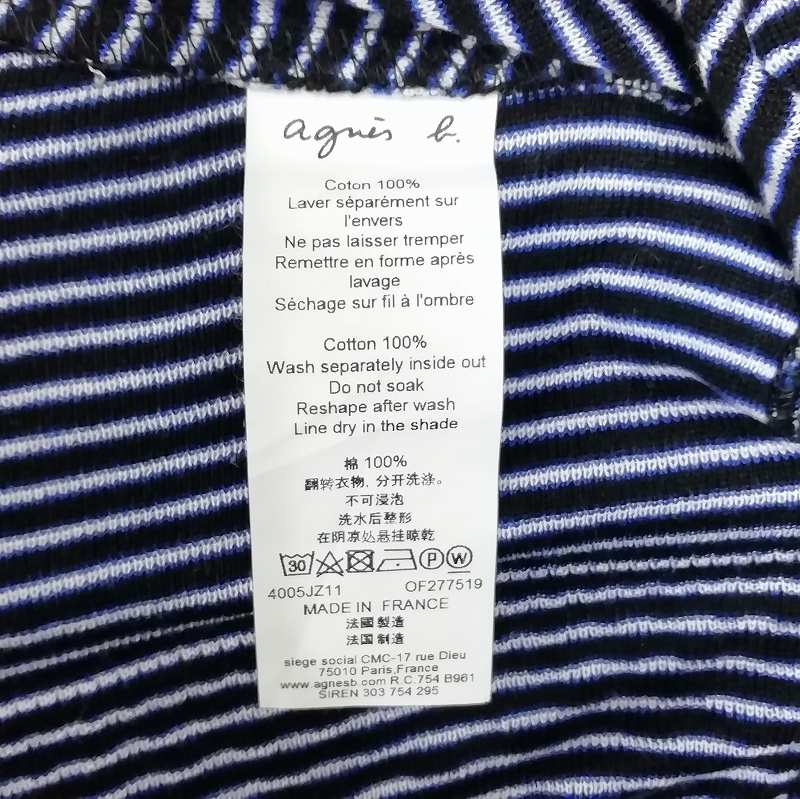 agnès b.
Coton 100%
Laver séparément sur
l'envers
Ne pas laisser tremper
Remettre en forme après
lavage
Séchage sur fil à l'ombre
Cotton 100%
Wash separately inside out
Do not soak
Reshape after wash
Line dry in the shade
棉 100%
翻转衣物, 分开洗涤。
不可浸泡
洗水后整形
在阴凉处悬挂晾乾
30 P W
4005JZ11 OF277519
MADE IN FRANCE
法國製造
法国制造
siege social CMC-17 rue Dieu
75010 Paris,France
www.agnesb.com R.C.754 B961
SIREN 303 754 295